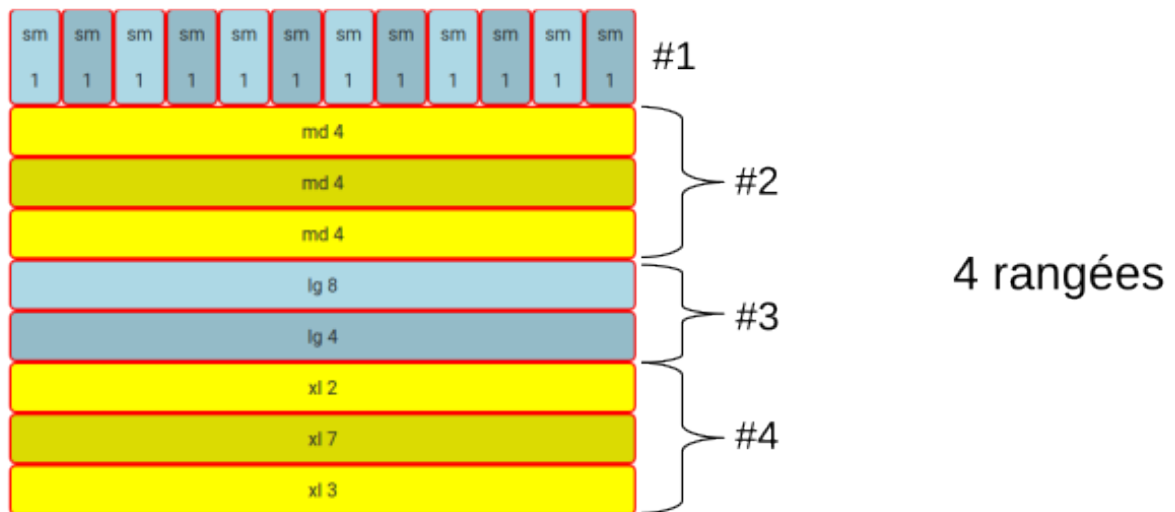 sm sm sm sm sm sm sm sm sm sm sm sm
1 1 1 1 1 1 1 1 1 1 1 1
#1
md 4
md 4
md 4
#2
lg 8
lg 4
#3
xl 2
xl 7
xl 3
#4
4 rangées